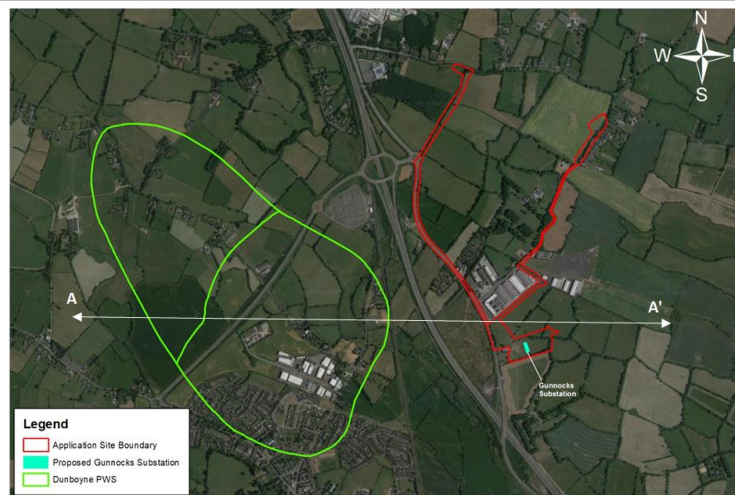 N
W
S
A
A'
Gunnocks
Substation
Legend
Application Site Boundary
Proposed Gunnocks Substation
Dunboyne PWS